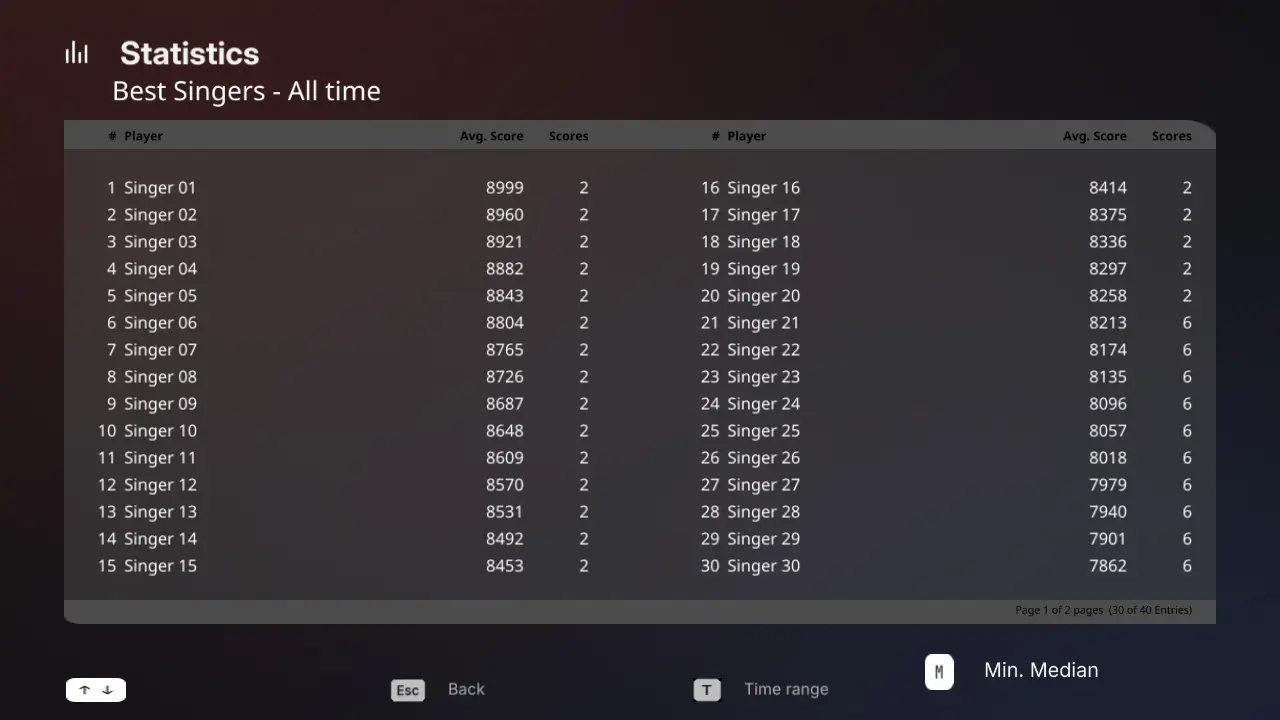 Statistics
Best Singers - All time
# Player Avg. Score Scores # Player Avg. Score Scores
1 Singer 01 8999 2 16 Singer 16 8414 2
2 Singer 02 8960 2 17 Singer 17 8375 2
3 Singer 03 8921 2 18 Singer 18 8336 2
4 Singer 04 8882 2 19 Singer 19 8297 2
5 Singer 05 8843 2 20 Singer 20 8258 2
6 Singer 06 8804 2 21 Singer 21 8213 6
7 Singer 07 8765 2 22 Singer 22 8174 6
8 Singer 08 8726 2 23 Singer 23 8135 6
9 Singer 09 8687 2 24 Singer 24 8096 6
10 Singer 10 8648 2 25 Singer 25 8057 6
11 Singer 11 8609 2 26 Singer 26 8018 6
12 Singer 12 8570 2 27 Singer 27 7979 6
13 Singer 13 8531 2 28 Singer 28 7940 6
14 Singer 14 8492 2 29 Singer 29 7901 6
15 Singer 15 8453 2 30 Singer 30 7862 6
Page 1 of 2 pages (30 of 40 Entries)
↑ ↓ Esc Back T Time range M Min. Median